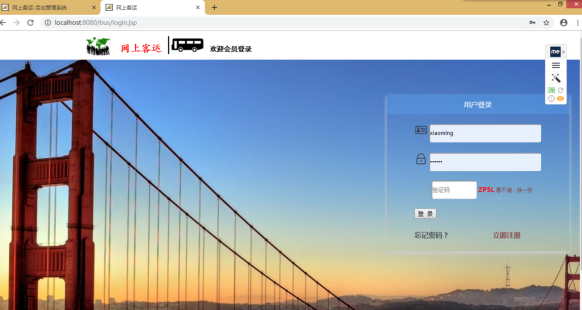 网上客运-后台管理系统
网上客运
localhost:8080/bus/login.jsp
网上客运
欢迎会员登录
me
用户登录
xiaoming
••••••
验证码
ZP5L 看不清，换一张
登 录
忘记密码？
立即注册